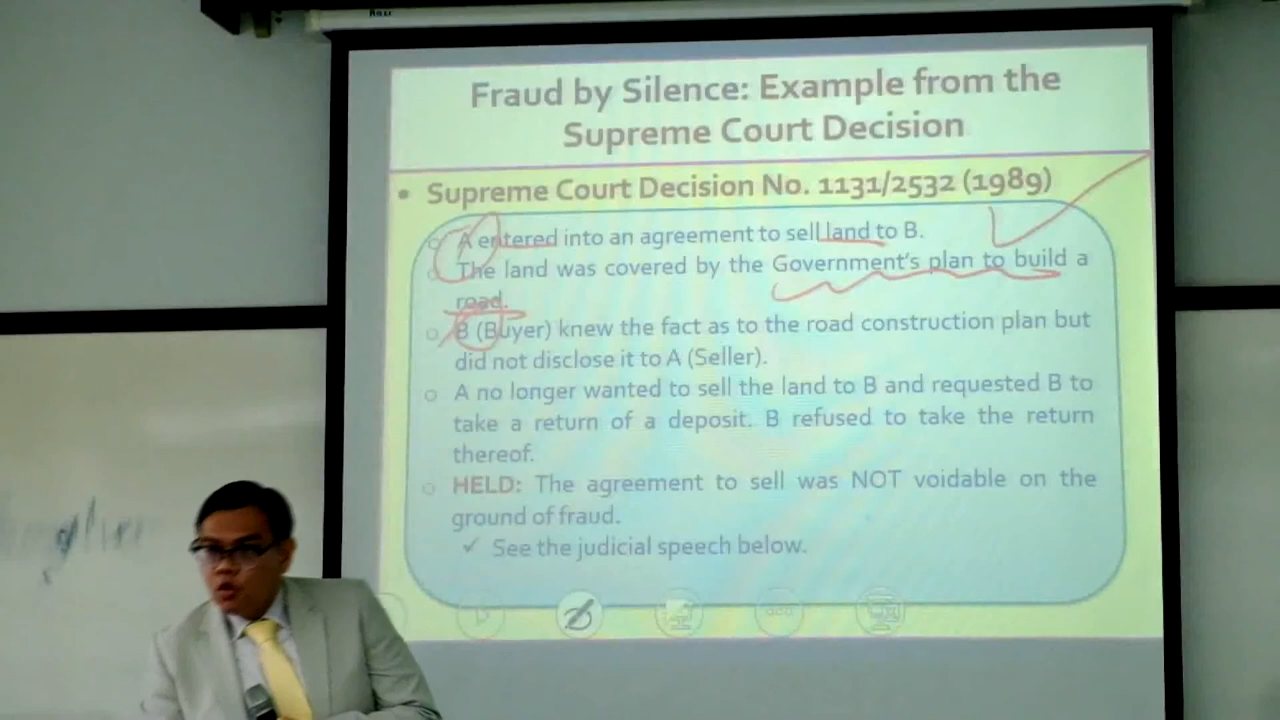 Fraud by Silence: Example from the
Supreme Court Decision
• Supreme Court Decision No. 1131/2532 (1989)
○ A entered into an agreement to sell land to B.
○ The land was covered by the Government's plan to build a
road.
○ B (Buyer) knew the fact as to the road construction plan but
did not disclose it to A (Seller).
○ A no longer wanted to sell the land to B and requested B to
take a return of a deposit. B refused to take the return
thereof.
○ HELD: The agreement to sell was NOT voidable on the
ground of fraud.
✓ See the judicial speech below.